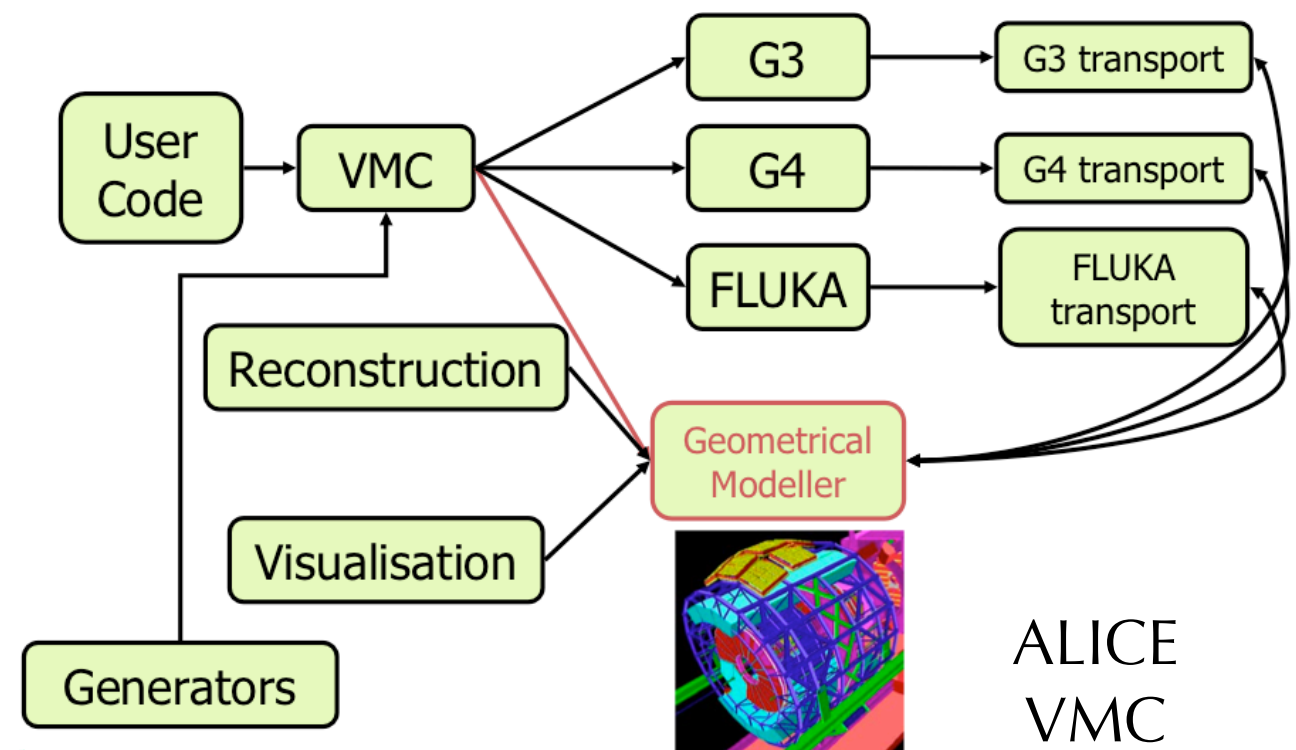 User
Code
VMC
G3
G3 transport
G4
G4 transport
FLUKA
FLUKA
transport
Reconstruction
Geometrical
Modeller
Visualisation
Generators
ALICE
VMC